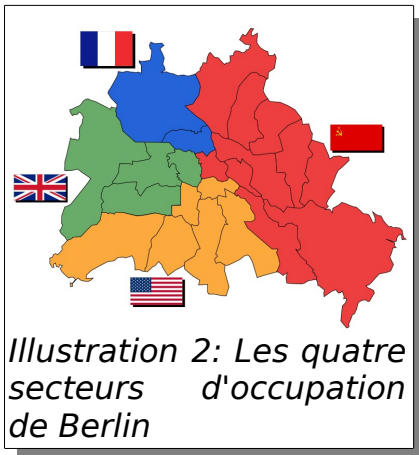 Illustration 2: Les quatre
secteurs d'occupation
de Berlin